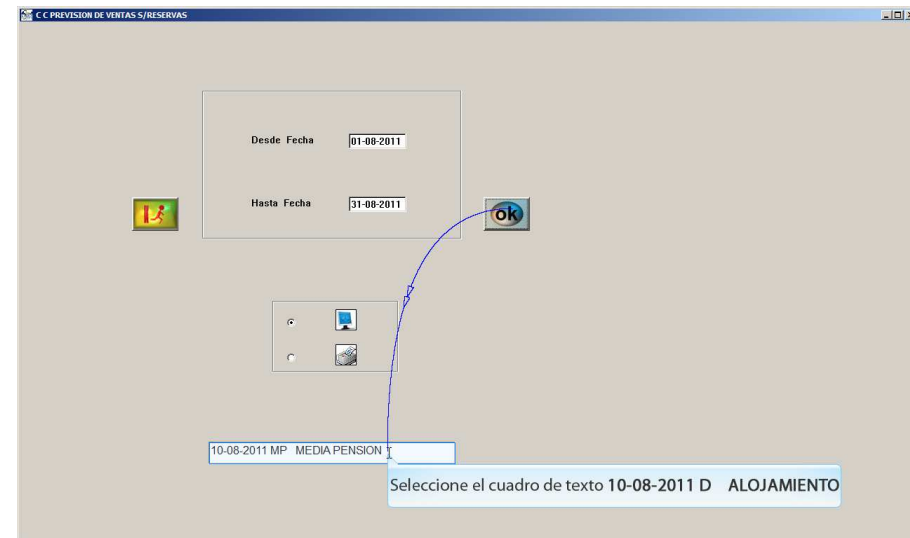 C C PREVISION DE VENTAS S/RESERVAS
Desde Fecha 01-08-2011
Hasta Fecha 31-08-2011
ok
10-08-2011 MP MEDIA PENSION
Seleccione el cuadro de texto 10-08-2011 D ALOJAMIENTO